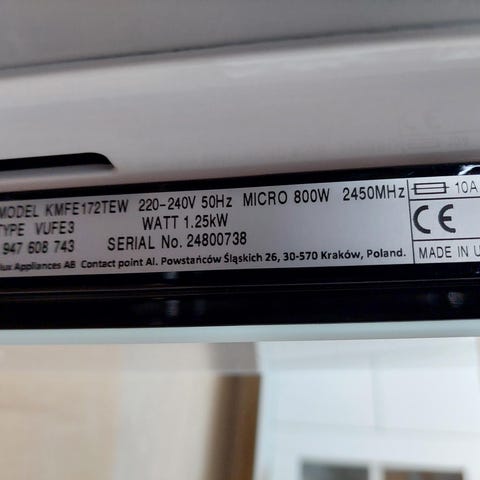 MODEL KMFE172TEW 220-240V 50Hz MICRO 800W 2450MHz 10A
TYPE VUFE3 WATT 1.25kW CE
947 608 743 SERIAL No. 24800738
lux Appliances AB Contact point Al. Powstańców Śląskich 26, 30-570 Kraków, Poland. MADE IN U